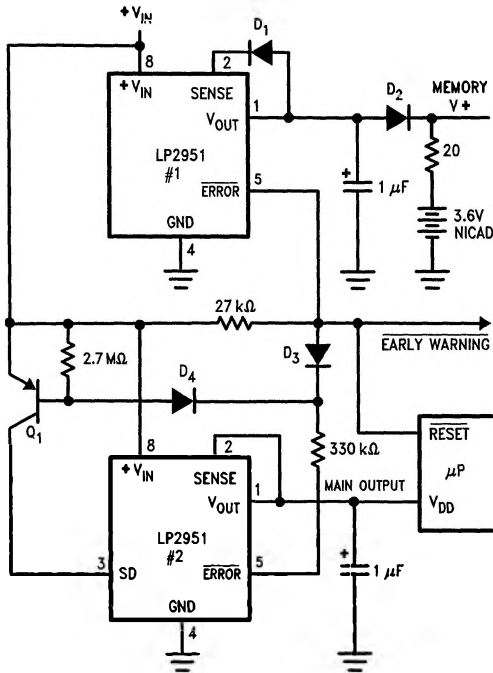 +VIN
D1
8
2
+VIN
SENSE
1
VOUT
D2
MEMORY
V+
LP2951
#1
20
5
ERROR
+
1 µF
3.6V
NICAD
GND
4
27 kΩ
EARLY WARNING
2.7 MΩ
D4
D3
Q1
330 kΩ
RESET
µP
VDD
8
2
+VIN
SENSE
1
VOUT
MAIN OUTPUT
LP2951
#2
3
SD
5
ERROR
+
1 µF
GND
4